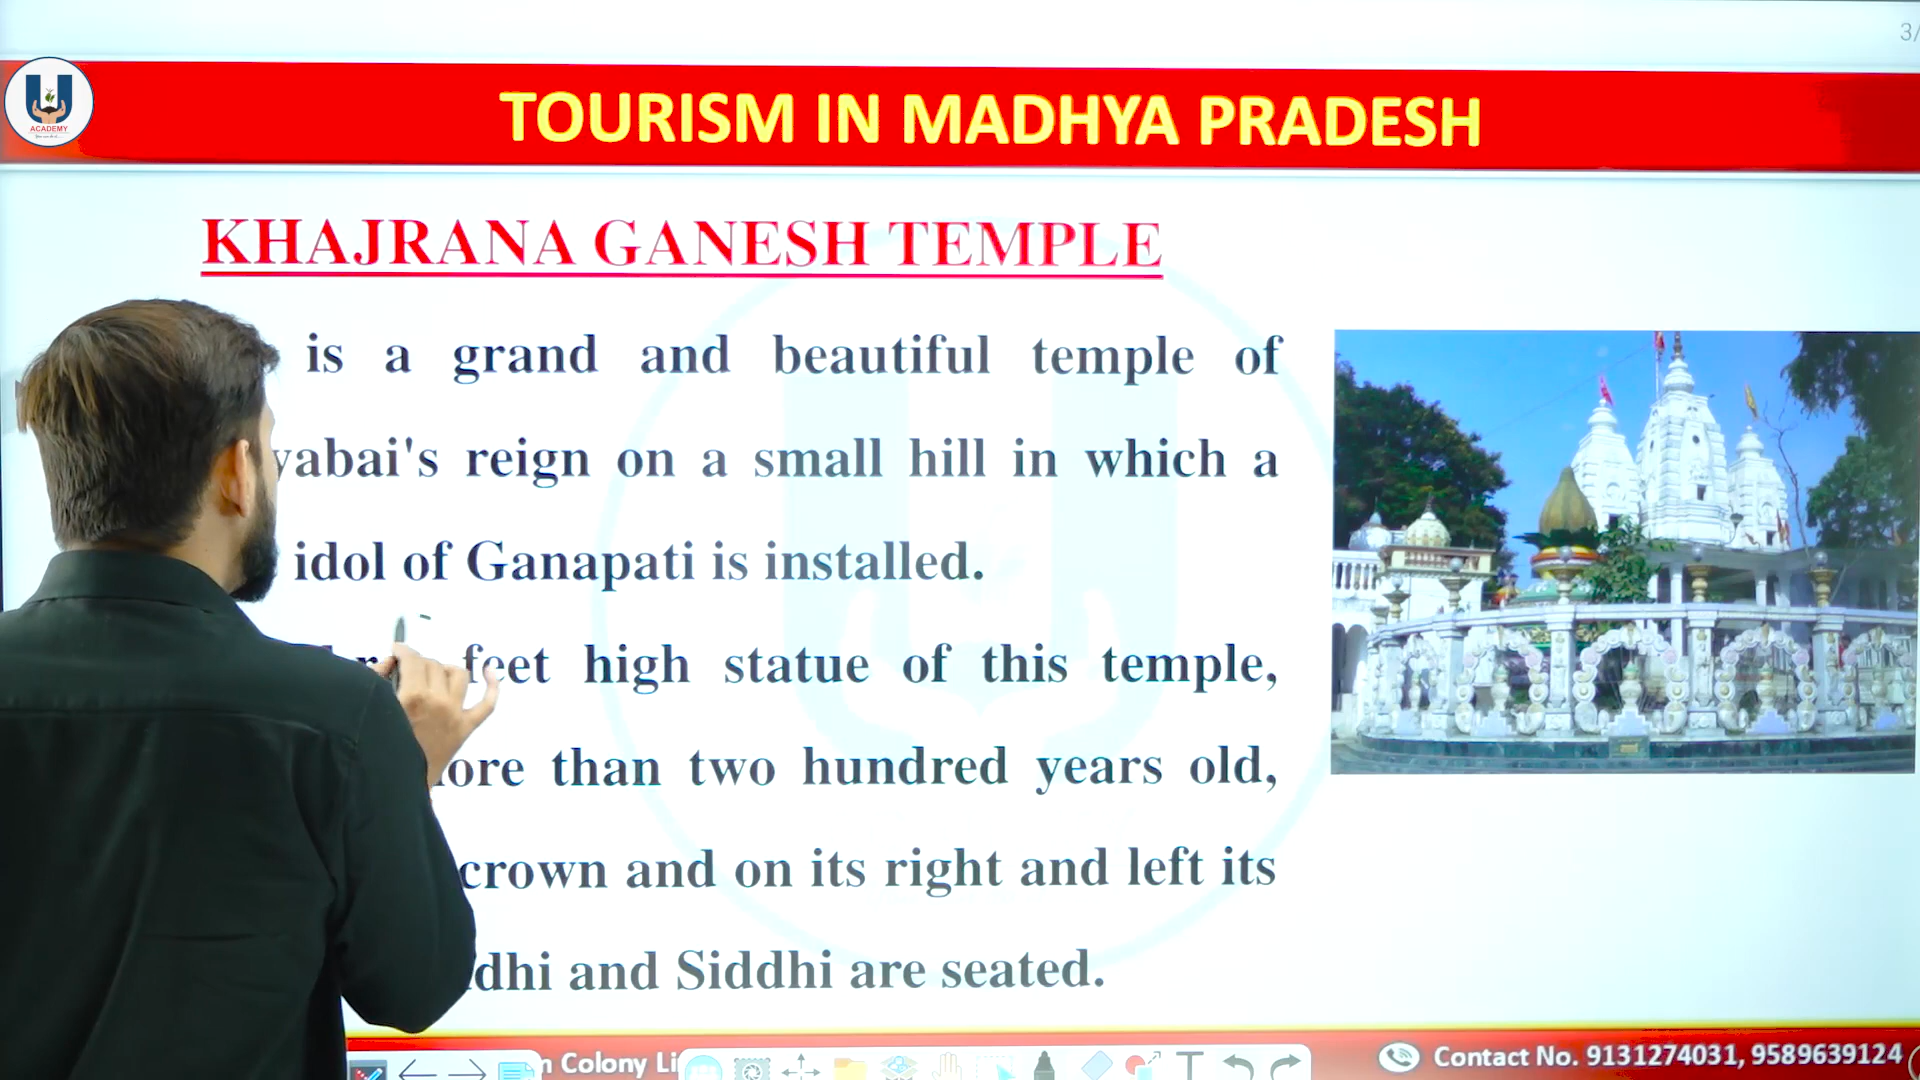 3/
U
ACADEMY
TOURISM IN MADHYA PRADESH
KHAJRANA GANESH TEMPLE
is a grand and beautiful temple of
yabai's reign on a small hill in which a
idol of Ganapati is installed.
feet high statue of this temple,
ore than two hundred years old,
crown and on its right and left its
dhi and Siddhi are seated.
n Colony Li
T
Contact No. 9131274031, 9589639124